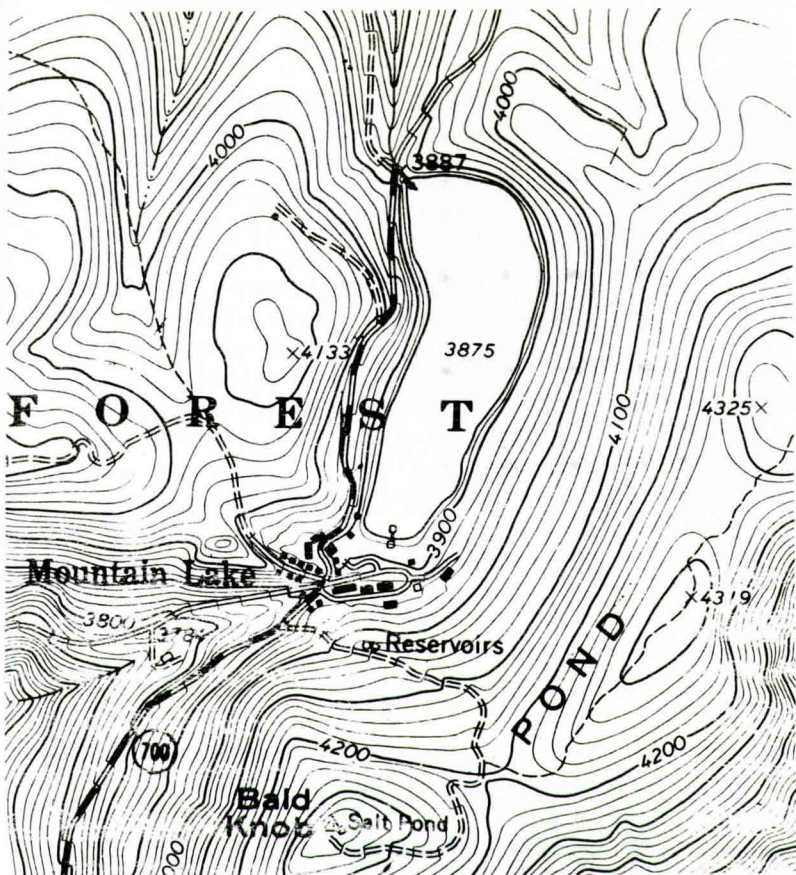 4000
4000
3887
×4133
3875
4325×
4100
F O R E S T
3900
Mountain Lake
×4319
3800
Reservoirs
POND
700
4200
4200
Bald
Knob
Salt Pond